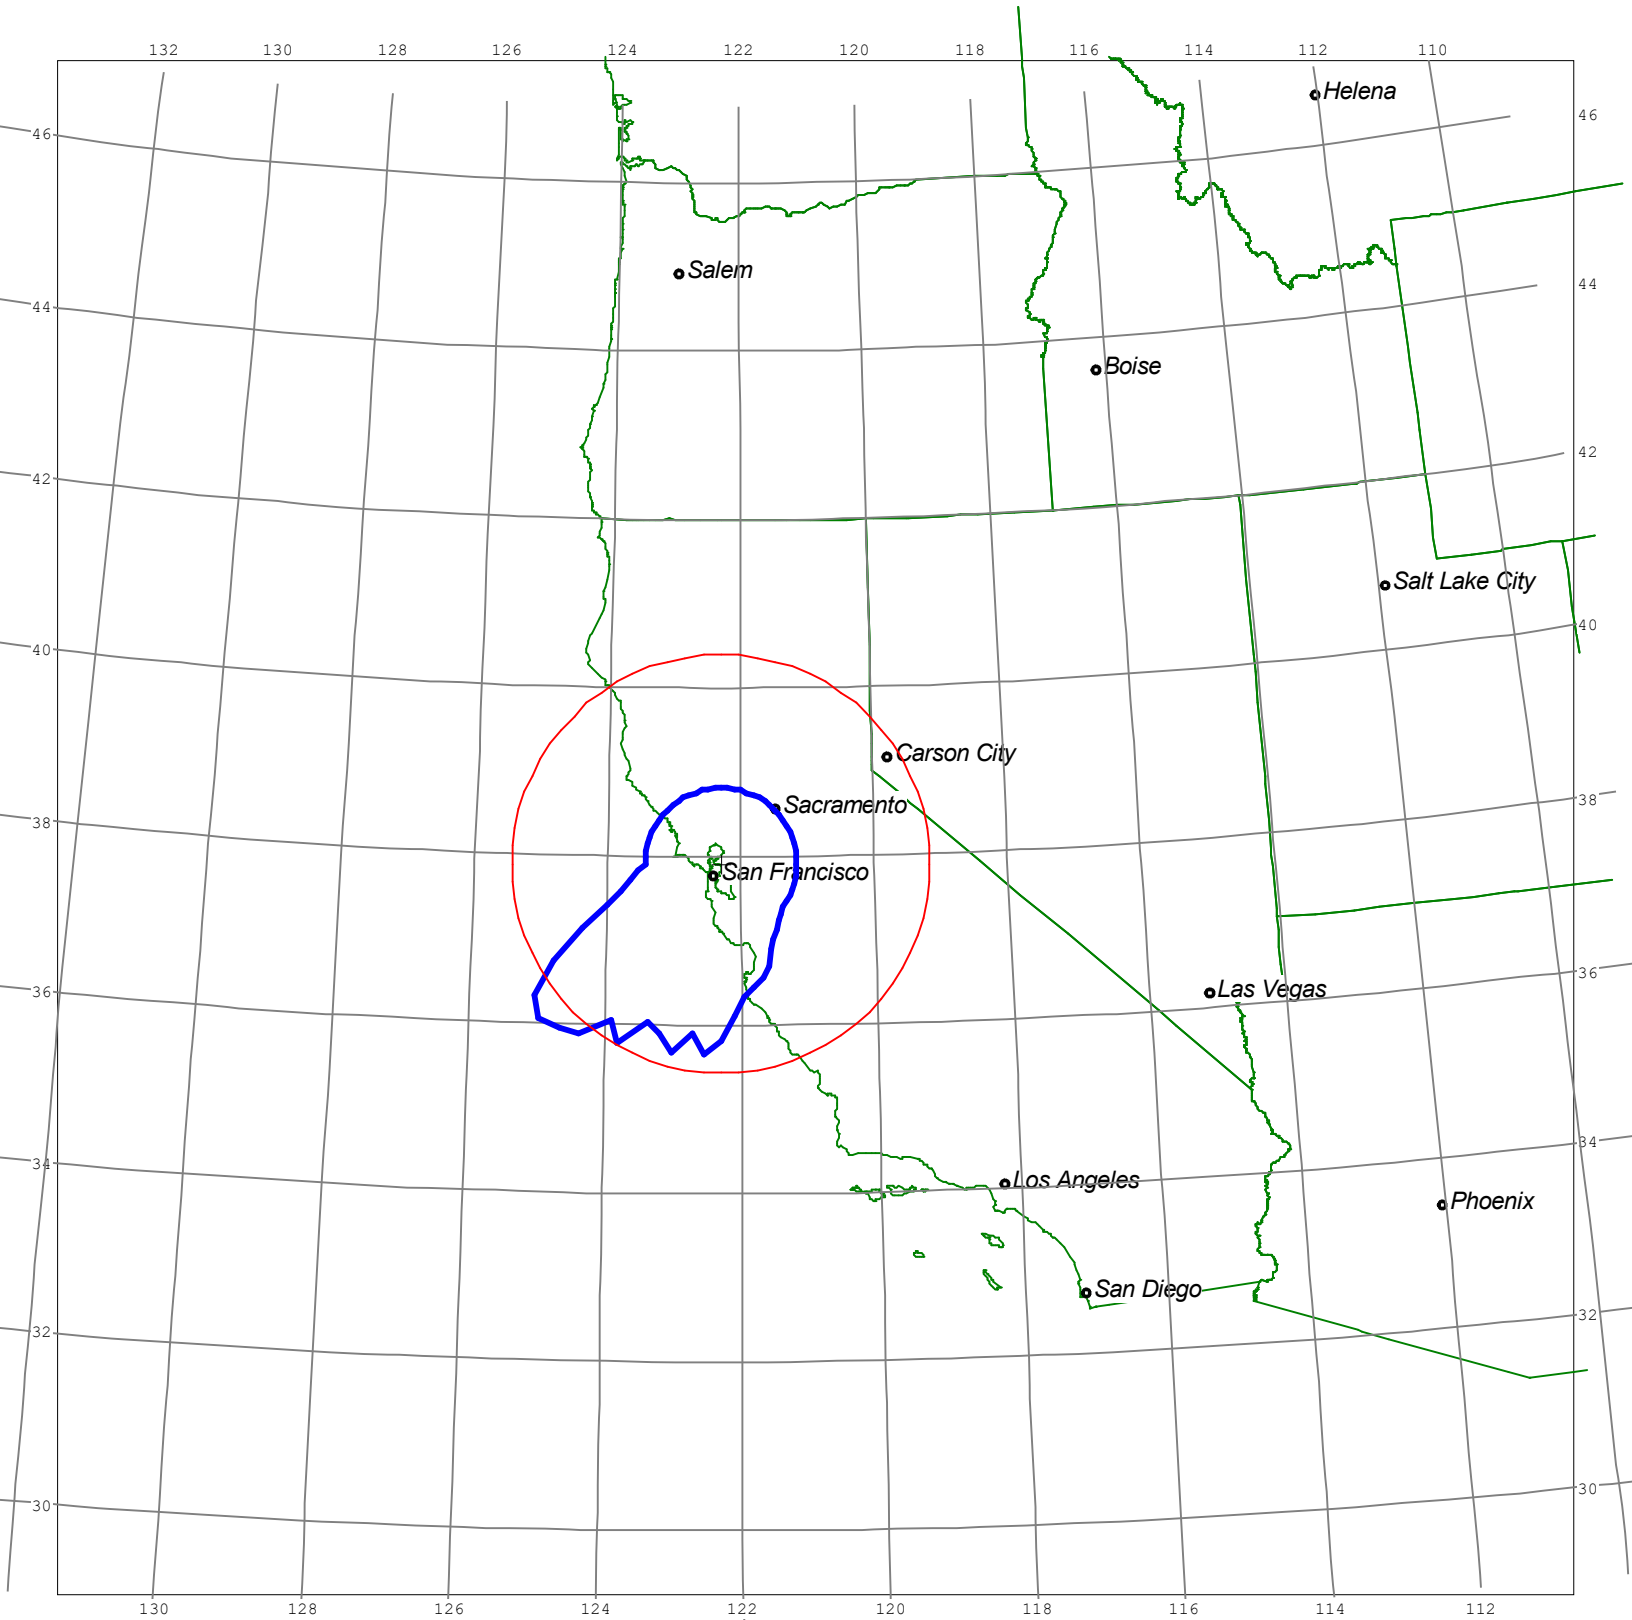 132 130 128 126 124 122 120 118 116 114 112 110
Helena
46 46
Salem
44 44
Boise
42 42
Salt Lake City
40 40
Carson City
Sacramento
38 38
San Francisco
36 36
Las Vegas
34 34
Los Angeles
Phoenix
San Diego
32 32
30 30
130 128 126 124 122 120 118 116 114 112